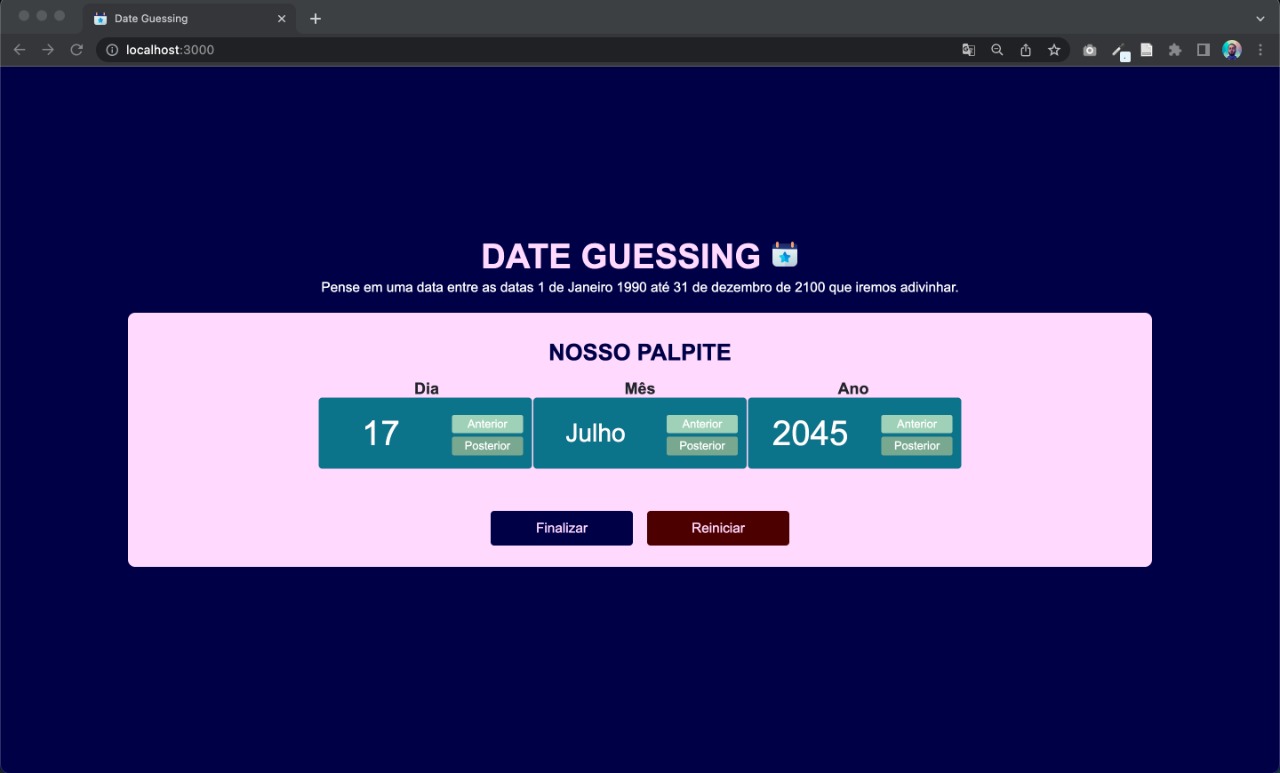 Date Guessing
localhost:3000
DATE GUESSING
Pense em uma data entre as datas 1 de Janeiro 1990 até 31 de dezembro de 2100 que iremos adivinhar.
NOSSO PALPITE
Dia Mês Ano
17 Anterior Posterior
Julho Anterior Posterior
2045 Anterior Posterior
Finalizar Reiniciar